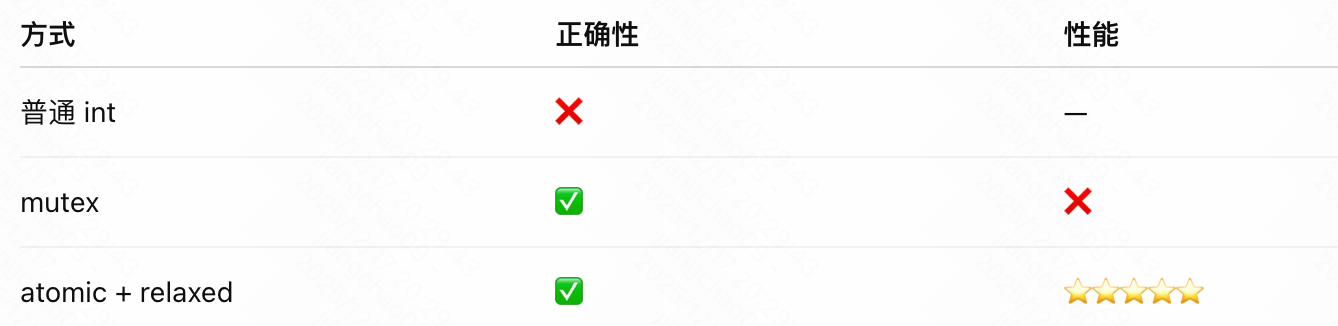 方式 正确性 性能
普通 int ❌ —
mutex ✅ ❌
atomic + relaxed ✅ ⭐⭐⭐⭐⭐